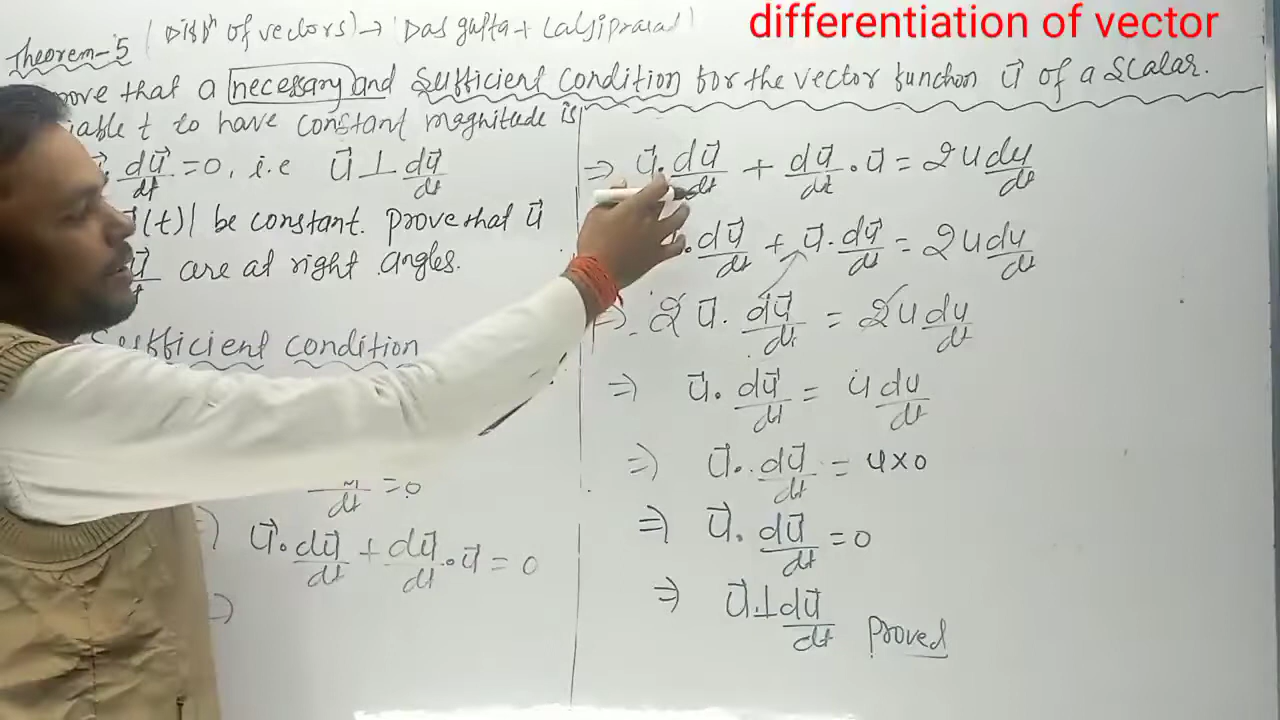 differentiation of vector
Theorem-5 (Diffⁿ of vectors) → Das gupta + Lalji prasad
ove that a necessary and Sufficient Condition for the vector function u⃗ of a Scalar.
iable t to have constant magnitude is
du⃗/dt = 0, i.e u⃗ ⊥ du⃗/dt
(t)| be constant. prove that u⃗
are at right angles.
Sufficient condition
dt = 0
⇒ u⃗ · du⃗/dt + du⃗/dt · u⃗ = 0
⇒
⇒ u⃗ · du⃗/dt + du⃗/dt · u⃗ = 2u du/dt
· du⃗/dt + u⃗ · du⃗/dt = 2u du/dt
⇒ 2 u⃗ · du⃗/dt = 2u du/dt
⇒ u⃗ · du⃗/dt = u du/dt
⇒ u⃗ · du⃗/dt = u×0
⇒ u⃗ · du⃗/dt = 0
⇒ u⃗ ⊥ du⃗/dt proved